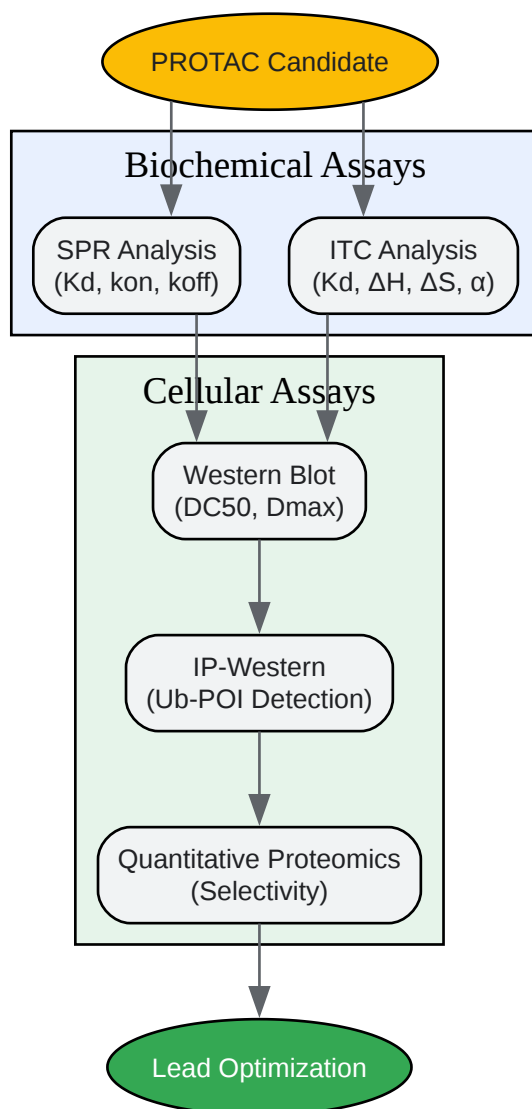 PROTAC Candidate
Biochemical Assays
SPR Analysis
(Kd, kon, koff)
ITC Analysis
(Kd, ΔH, ΔS, α)
Cellular Assays
Western Blot
(DC50, Dmax)
IP-Western
(Ub-POI Detection)
Quantitative Proteomics
(Selectivity)
Lead Optimization